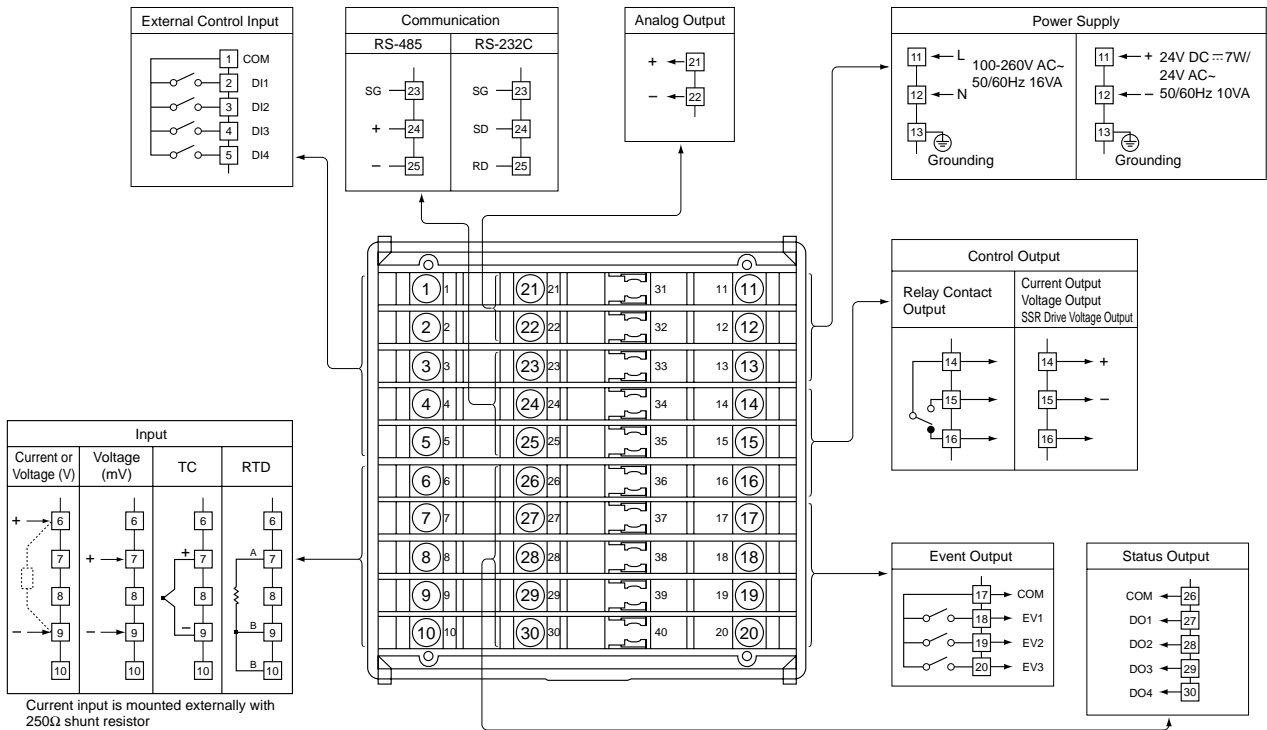 External Control Input
1 COM
2 DI1
3 DI2
4 DI3
5 DI4
Communication
RS-485
RS-232C
SG 23
+ 24
− 25
SG 23
SD 24
RD 25
Analog Output
+ 21
− 22
Power Supply
11 L
12 N
13
100-260V AC~
50/60Hz 16VA
Grounding
11 + 24V DC ⎓ 7W/
24V AC~
12 − 50/60Hz 10VA
13
Grounding
Control Output
Relay Contact
Output
14
15
16
Current Output
Voltage Output
SSR Drive Voltage Output
14 +
15 −
16
1 1 21 21 31 11 11
2 2 22 22 32 12 12
3 3 23 23 33 13 13
4 4 24 24 34 14 14
5 5 25 25 35 15 15
6 6 26 26 36 16 16
7 7 27 27 37 17 17
8 8 28 28 38 18 18
9 9 29 29 39 19 19
10 10 30 30 40 20 20
Input
Current or
Voltage (V)
+ 6
7
8
− 9
10
Voltage
(mV)
6
+ 7
8
− 9
10
TC
6
+ 7
8
− 9
10
RTD
6
A 7
8
B 9
B 10
Current input is mounted externally with
250Ω shunt resistor
Event Output
17 COM
18 EV1
19 EV2
20 EV3
Status Output
COM 26
DO1 27
DO2 28
DO3 29
DO4 30